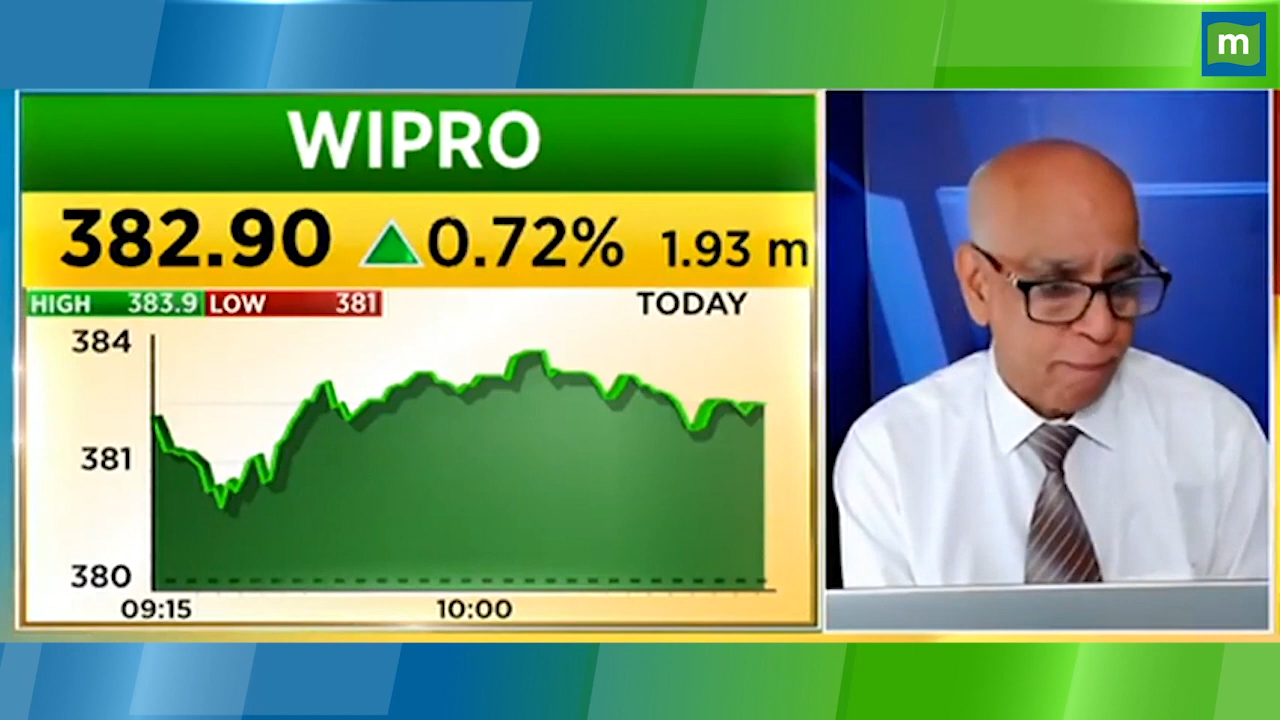 m
WIPRO
382.90 ▲ 0.72% 1.93 m
HIGH 383.9 LOW 381 TODAY
384
381
380
09:15 10:00